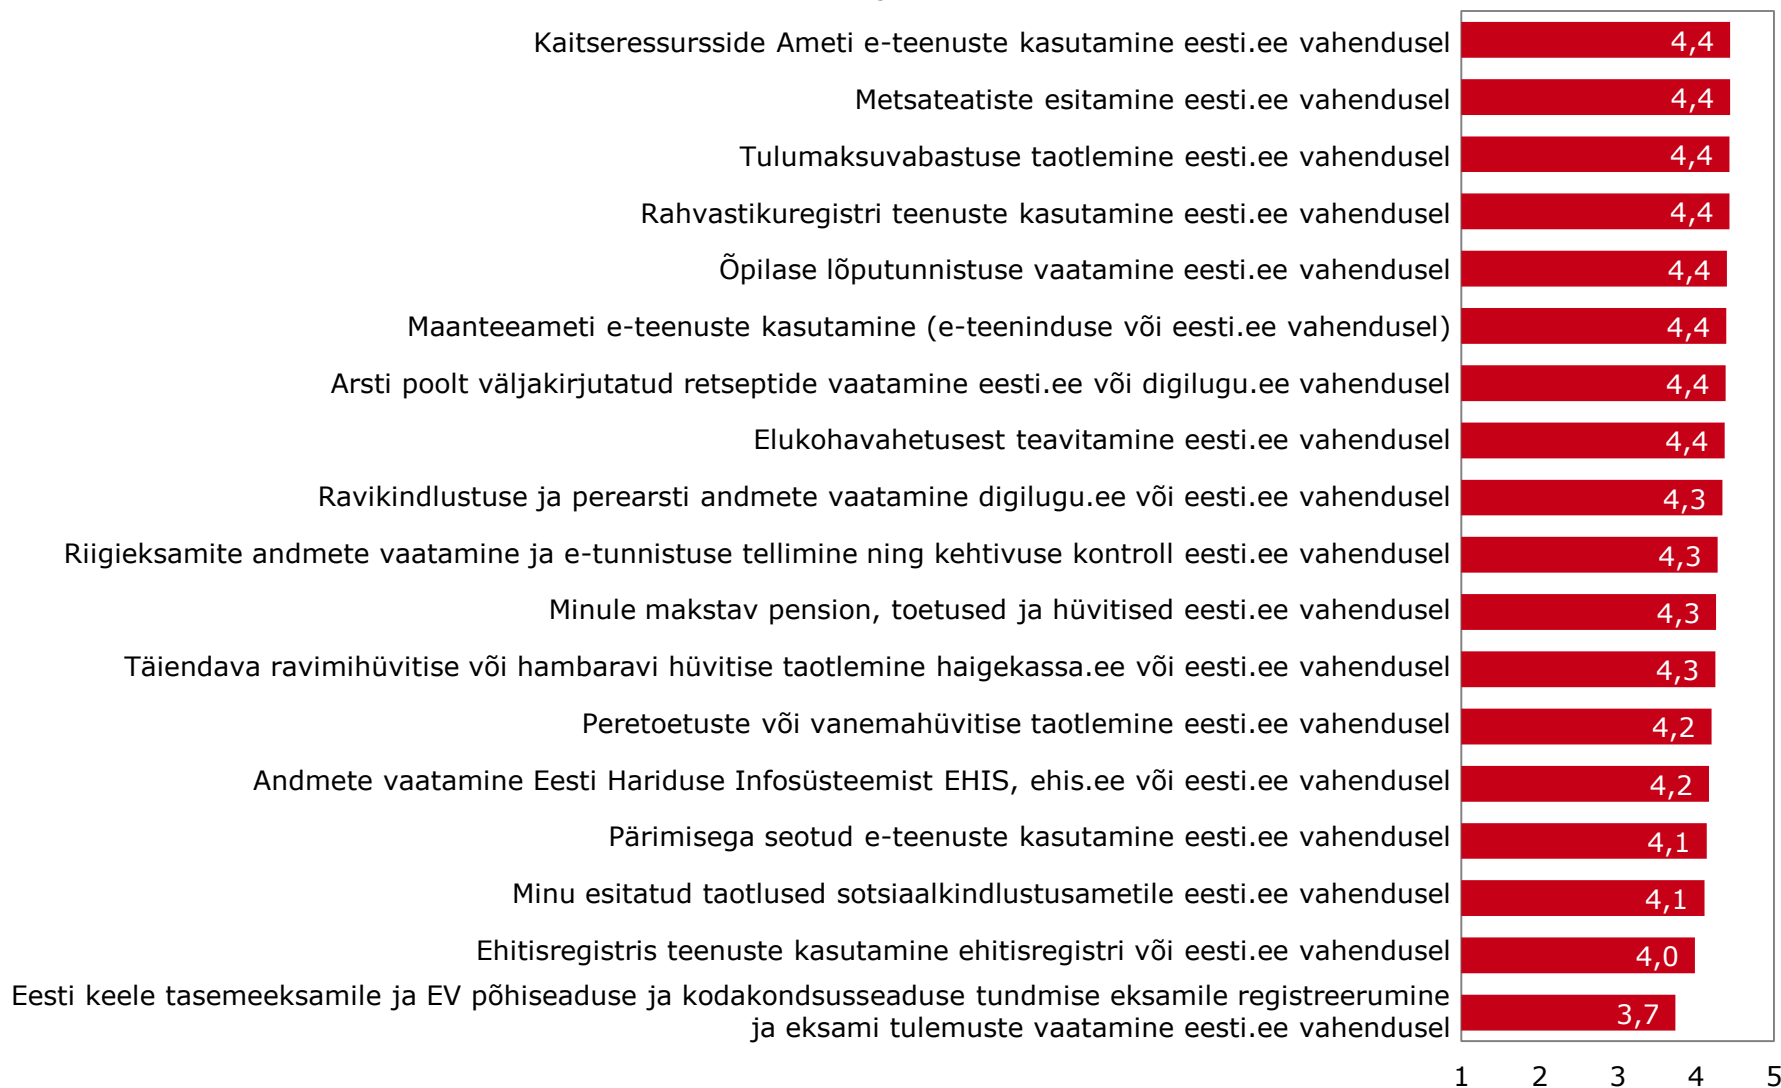 Kaitseressursside Ameti e-teenuste kasutamine eesti.ee vahendusel 4,4
Metsateatiste esitamine eesti.ee vahendusel 4,4
Tulumaksuvabastuse taotlemine eesti.ee vahendusel 4,4
Rahvastikuregistri teenuste kasutamine eesti.ee vahendusel 4,4
Õpilase lõputunnistuse vaatamine eesti.ee vahendusel 4,4
Maanteeameti e-teenuste kasutamine (e-teeninduse või eesti.ee vahendusel) 4,4
Arsti poolt väljakirjutatud retseptide vaatamine eesti.ee või digilugu.ee vahendusel 4,4
Elukohavahetusest teavitamine eesti.ee vahendusel 4,4
Ravikindlustuse ja perearsti andmete vaatamine digilugu.ee või eesti.ee vahendusel 4,3
Riigieksamite andmete vaatamine ja e-tunnistuse tellimine ning kehtivuse kontroll eesti.ee vahendusel 4,3
Minule makstav pension, toetused ja hüvitised eesti.ee vahendusel 4,3
Täiendava ravimihüvitise või hambaravi hüvitise taotlemine haigekassa.ee või eesti.ee vahendusel 4,3
Peretoetuste või vanemahüvitise taotlemine eesti.ee vahendusel 4,2
Andmete vaatamine Eesti Hariduse Infosüsteemist EHIS, ehis.ee või eesti.ee vahendusel 4,2
Pärimisega seotud e-teenuste kasutamine eesti.ee vahendusel 4,1
Minu esitatud taotlused sotsiaalkindlustusametile eesti.ee vahendusel 4,1
Ehitisregistris teenuste kasutamine ehitisregistri või eesti.ee vahendusel 4,0
Eesti keele tasemeeksamile ja EV põhiseaduse ja kodakondsusseaduse tundmise eksamile registreerumine
ja eksami tulemuste vaatamine eesti.ee vahendusel 3,7
1 2 3 4 5